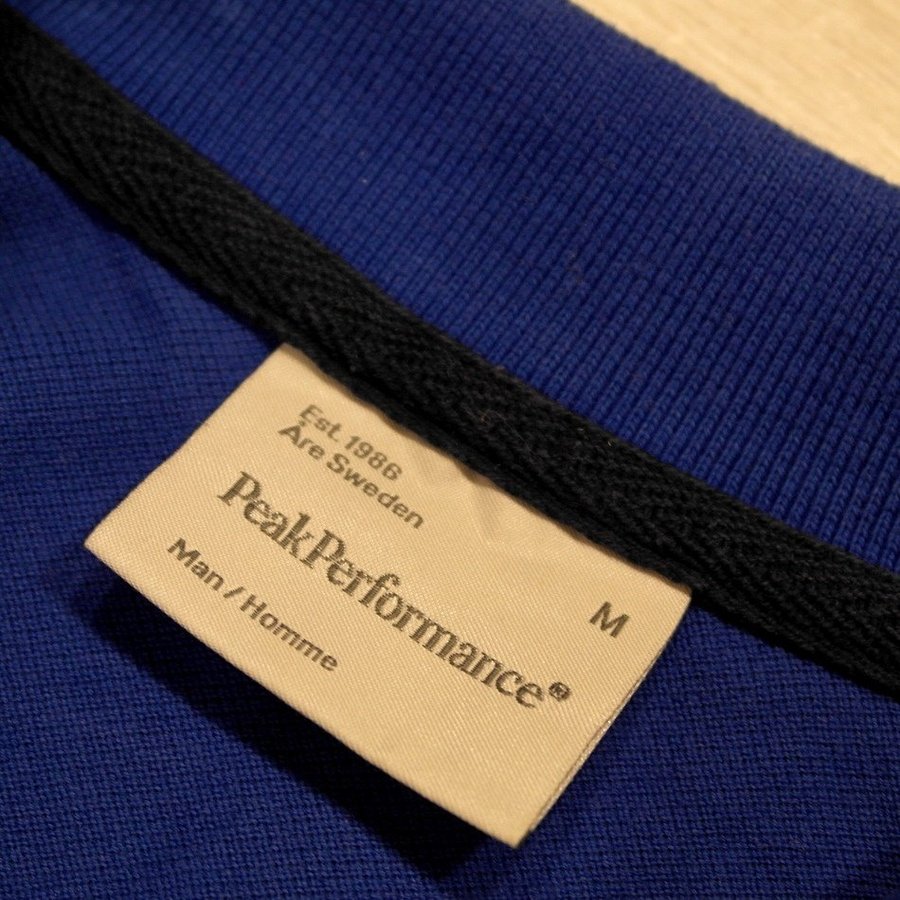 Est. 1986
Åre Sweden
PeakPerformance®
Man / Homme
M